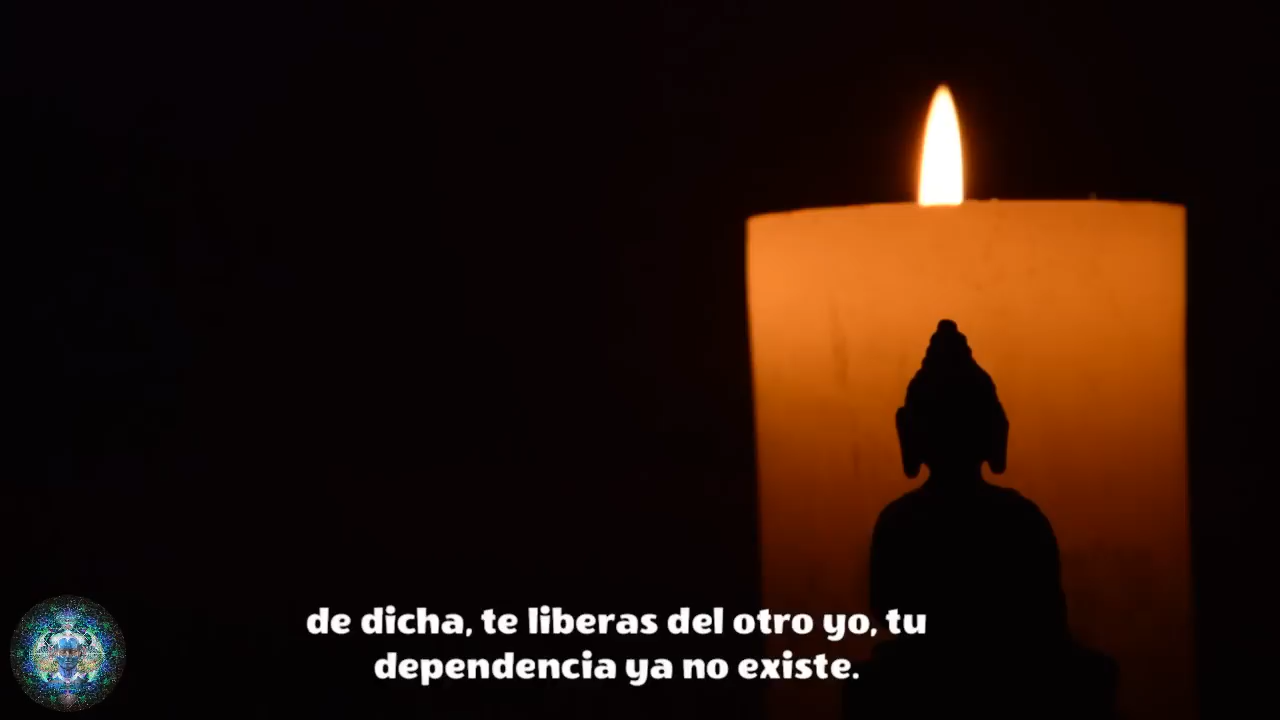 de dicha, te liberas del otro yo, tu
dependencia ya no existe.